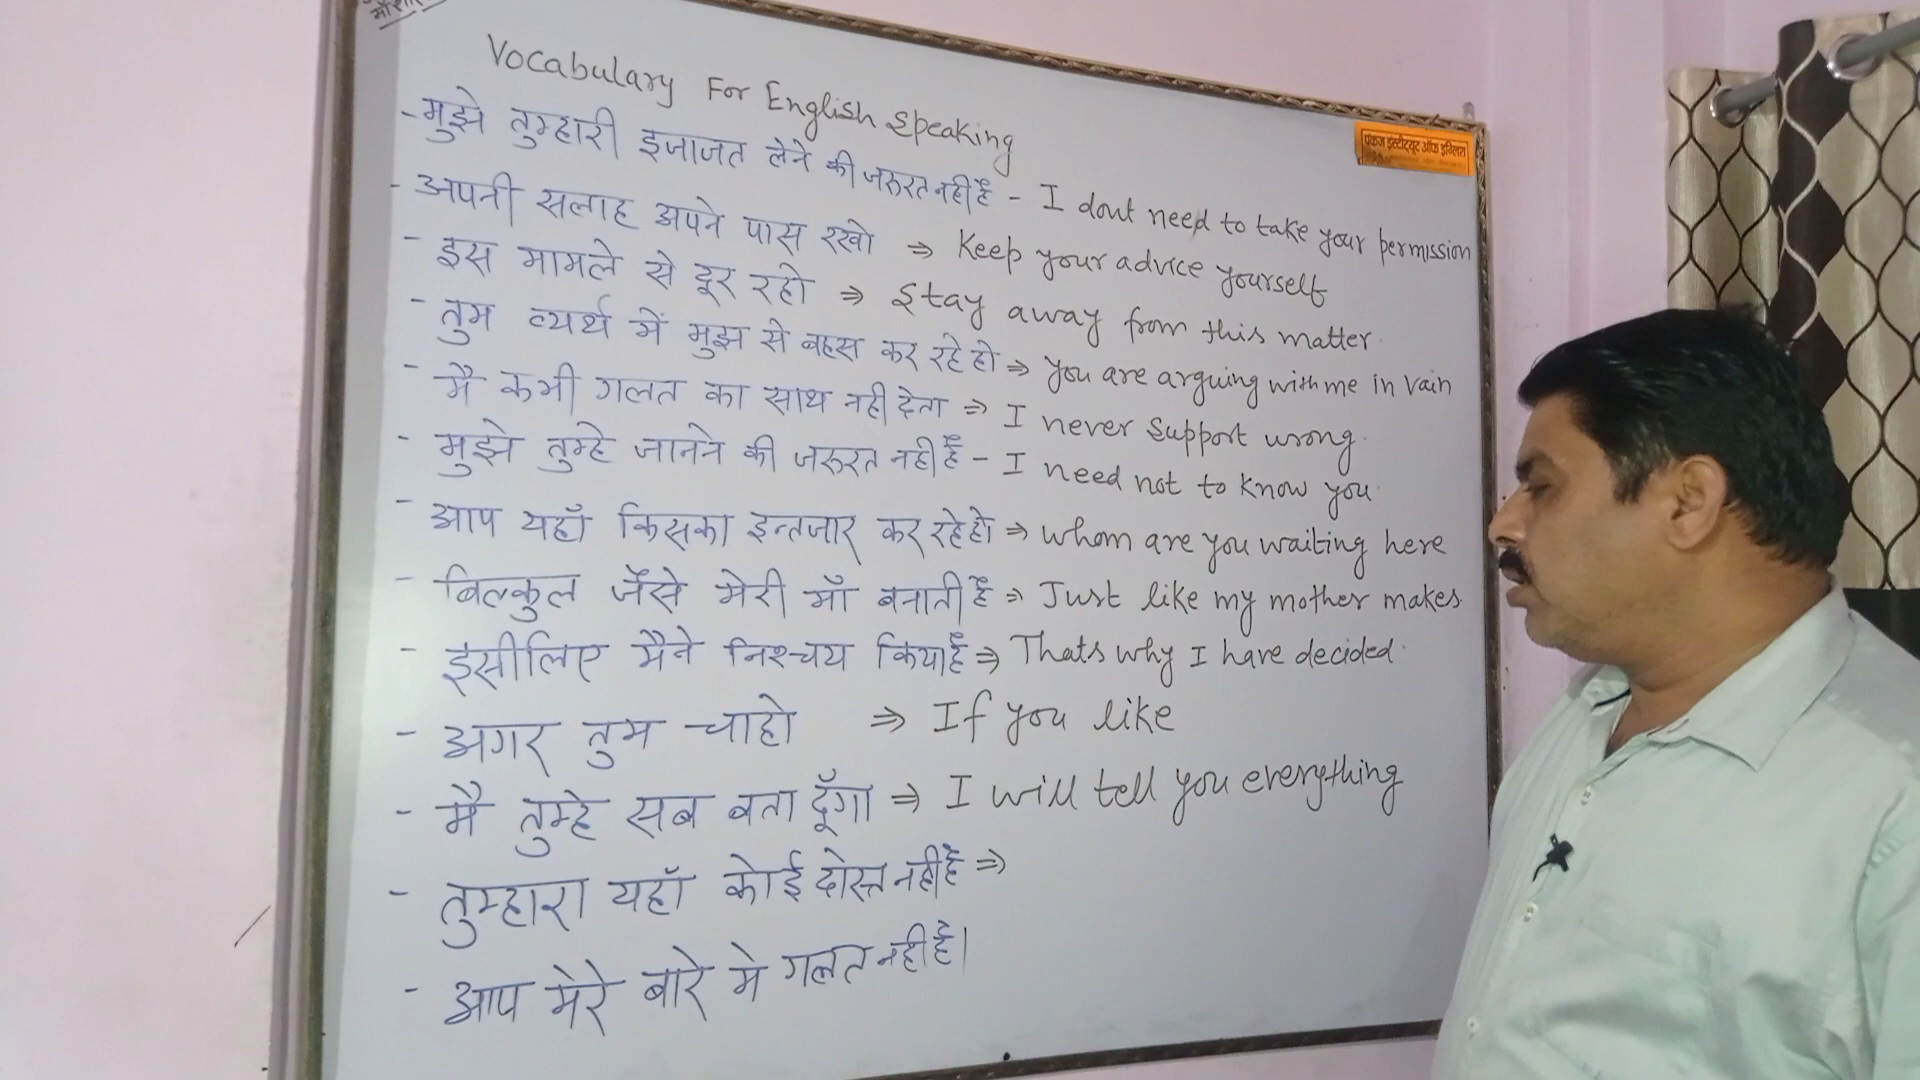 Vocabulary For English Speaking
पंकज इंस्टीट्यूट ऑफ इंग्लिश
- मुझे तुम्हारी इजाजत लेने की जरुरत नही है - I dont need to take your permission
- अपनी सलाह अपने पास रखो ⇒ Keep your advice yourself
- इस मामले से दूर रहो ⇒ Stay away from this matter
- तुम व्यर्थ में मुझ से बहस कर रहे हो ⇒ You are arguing with me in vain
- मै कभी गलत का साथ नही देता ⇒ I never support wrong
- मुझे तुम्हे जानने की जरुरत नही है - I need not to know you
- आप यहाँ किसका इन्तजार कर रहे हो ⇒ whom are you waiting here
- बिल्कुल जैसे मेरी माँ बनाती है ⇒ Just like my mother makes
- इसीलिए मैने निश्चय किया है ⇒ Thats why I have decided
- अगर तुम चाहो ⇒ If you like
- मै तुम्हे सब बता दूँगा ⇒ I will tell you everything
- तुम्हारा यहाँ कोई दोस्त नही है ⇒
- आप मेरे बारे मे गलत नही है।